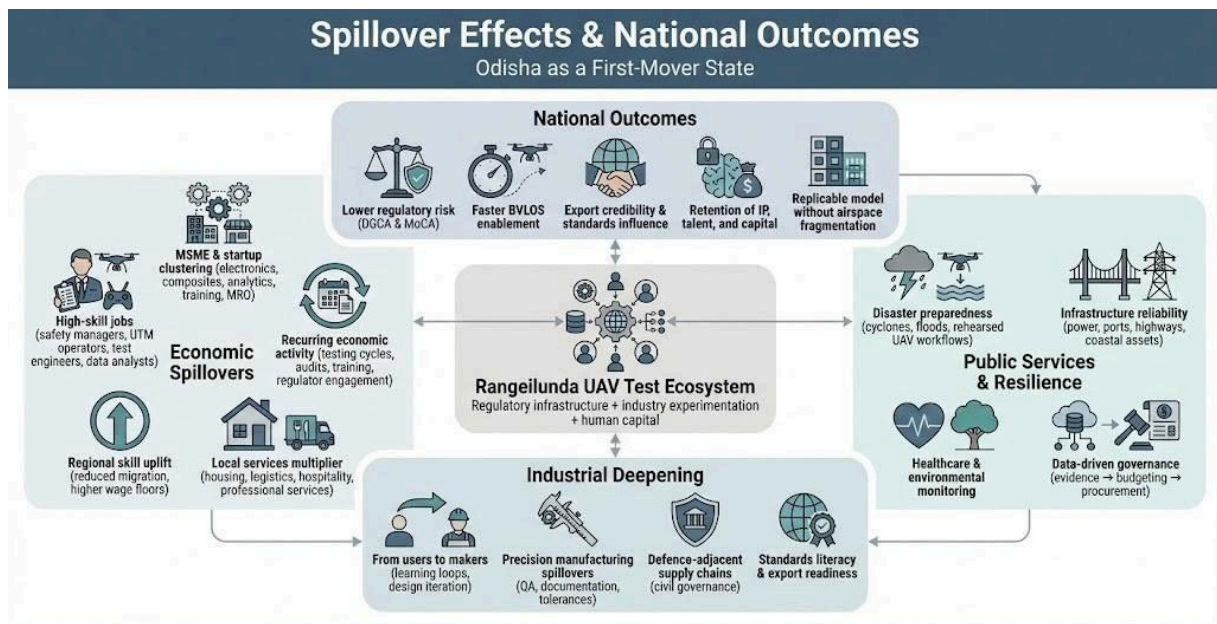 Spillover Effects & National Outcomes
Odisha as a First-Mover State
National Outcomes
Lower regulatory risk
(DGCA & MoCA)
Faster BVLOS
enablement
Export credibility &
standards influence
Retention of IP,
talent, and capital
Replicable model
without airspace
fragmentation
MSME & startup
clustering (electronics,
composites, analytics,
training, MRO)
High-skill jobs
(safety managers, UTM
operators, test
engineers, data analysts)
Recurring economic
activity (testing cycles,
audits, training,
regulator engagement)
Economic
Spillovers
Regional skill uplift
(reduced migration,
higher wage floors)
Local services multiplier
(housing, logistics, hospitality,
professional services)
Rangeilunda UAV Test Ecosystem
Regulatory infrastructure + industry experimentation
+ human capital
Disaster preparedness
(cyclones, floods, rehearsed
UAV workflows)
Infrastructure reliability
(power, ports, highways,
coastal assets)
Public Services
& Resilience
Healthcare &
environmental
monitoring
Data-driven governance
(evidence → budgeting →
procurement)
Industrial Deepening
From users to makers
(learning loops,
design iteration)
Precision manufacturing
spillovers
(QA, documentation,
tolerances)
Defence-adjacent
supply chains
(civil governance)
Standards literacy
& export readiness